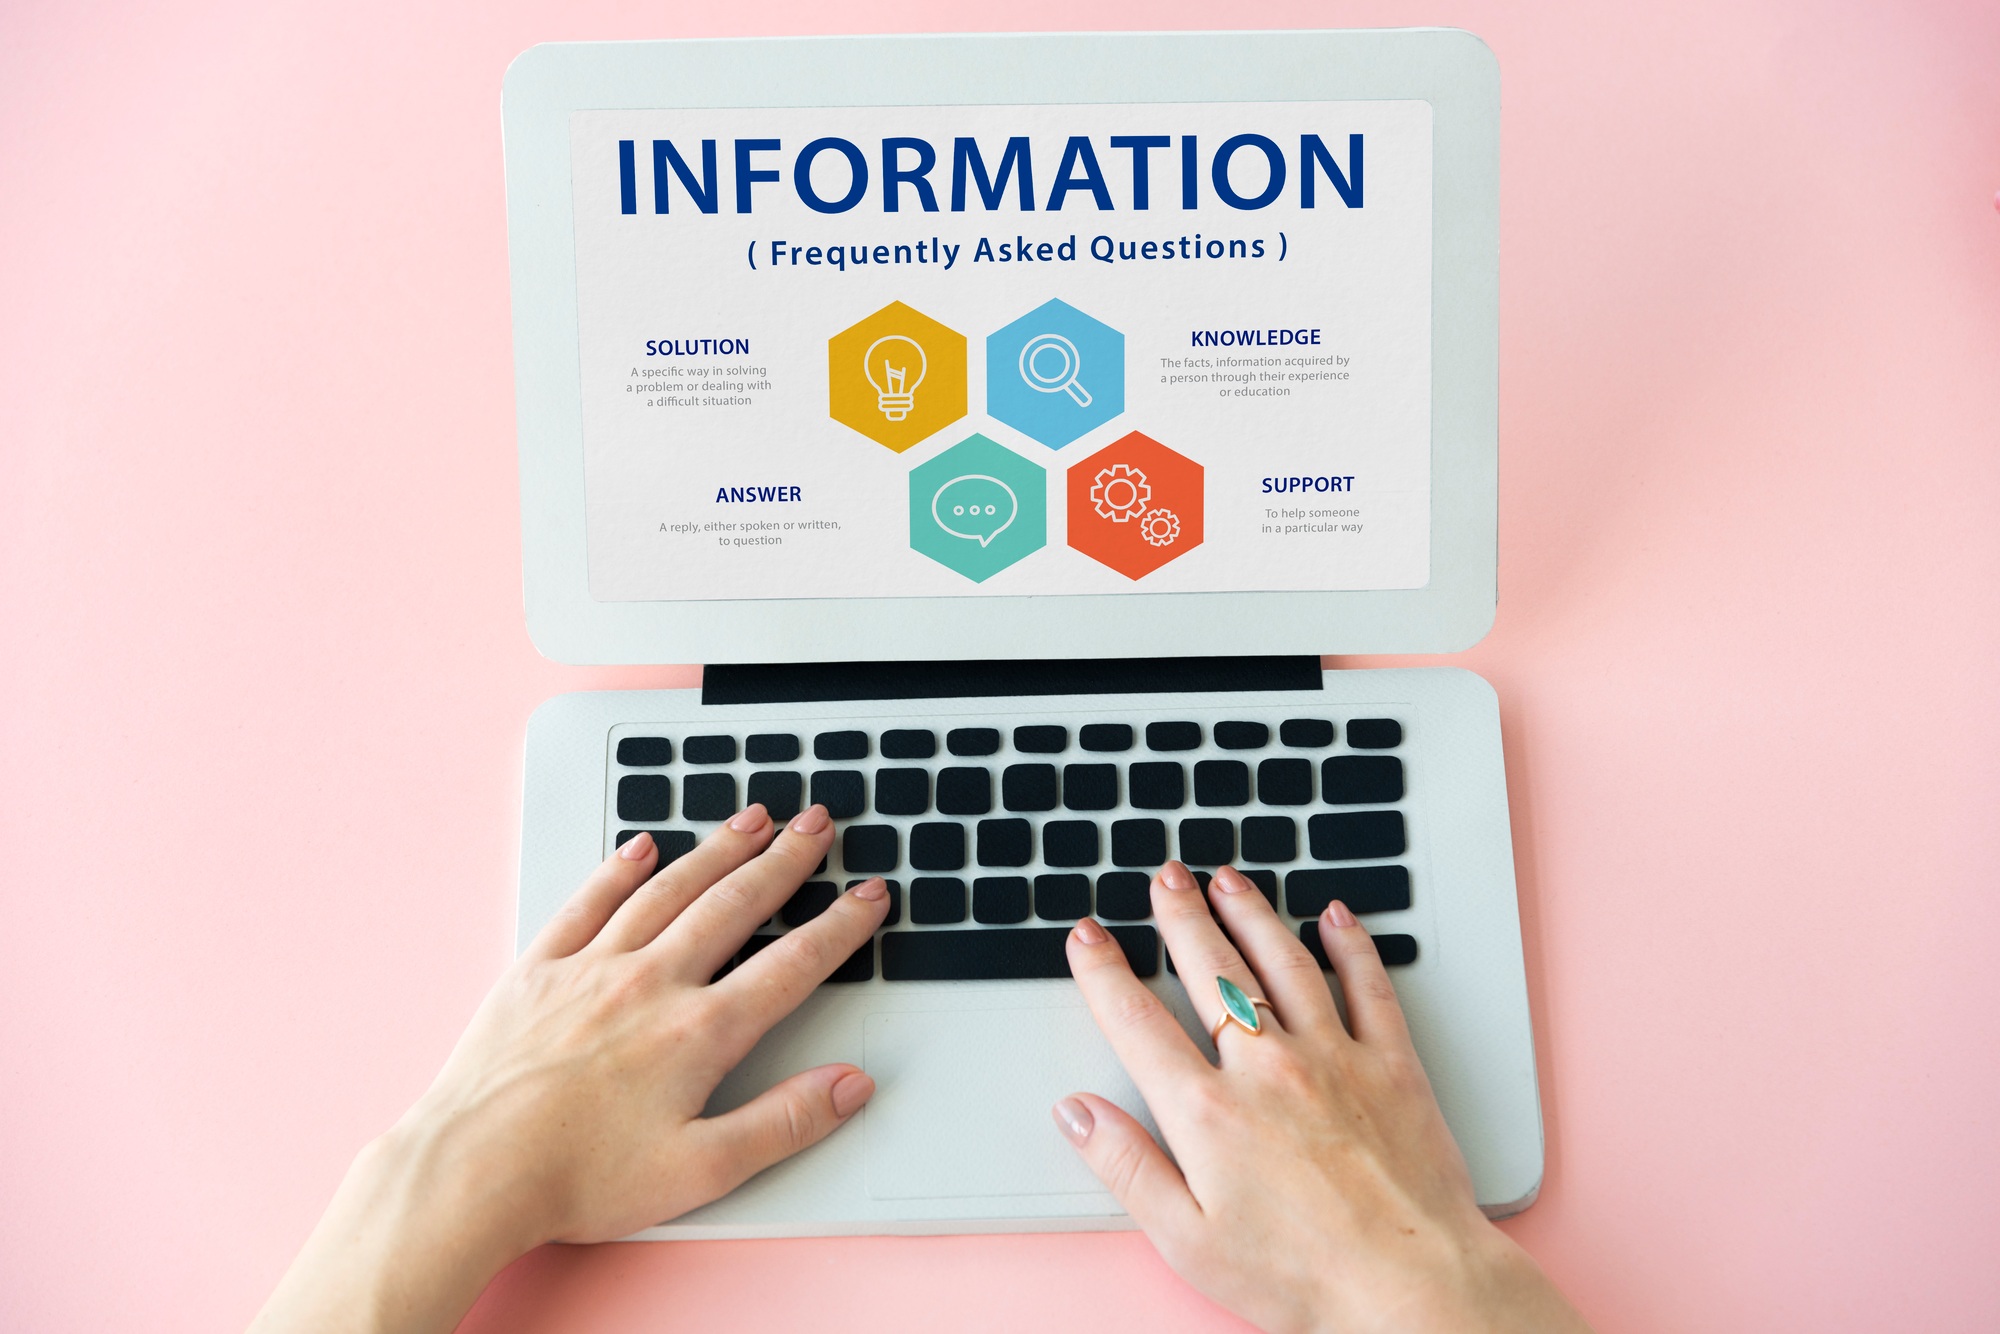 INFORMATION
( Frequently Asked Questions )
SOLUTION
A specific way in solving
a problem or dealing with
a difficult situation
KNOWLEDGE
The facts, information acquired by
a person through their experience
or education
ANSWER
A reply, either spoken or written,
to question
SUPPORT
To help someone
in a particular way